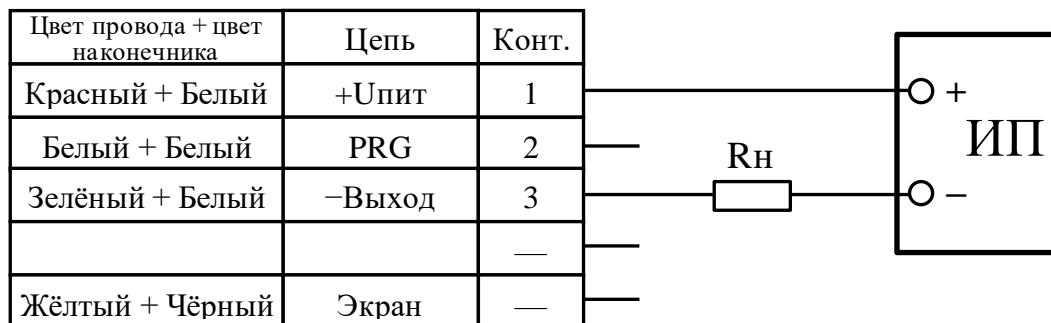 Цвет провода + цвет наконечника Цепь Конт.
Красный + Белый +Uпит 1 +
Белый + Белый PRG 2 Rн ИП
Зелёный + Белый −Выход 3 −
—
Жёлтый + Чёрный Экран —